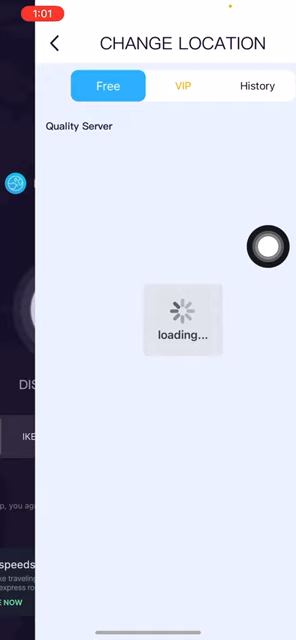 1:01
CHANGE LOCATION
Free
VIP
History
Quality Server
loading...
DIS
IKE
p, you ag
speeds
ke traveling
express ro
E NOW